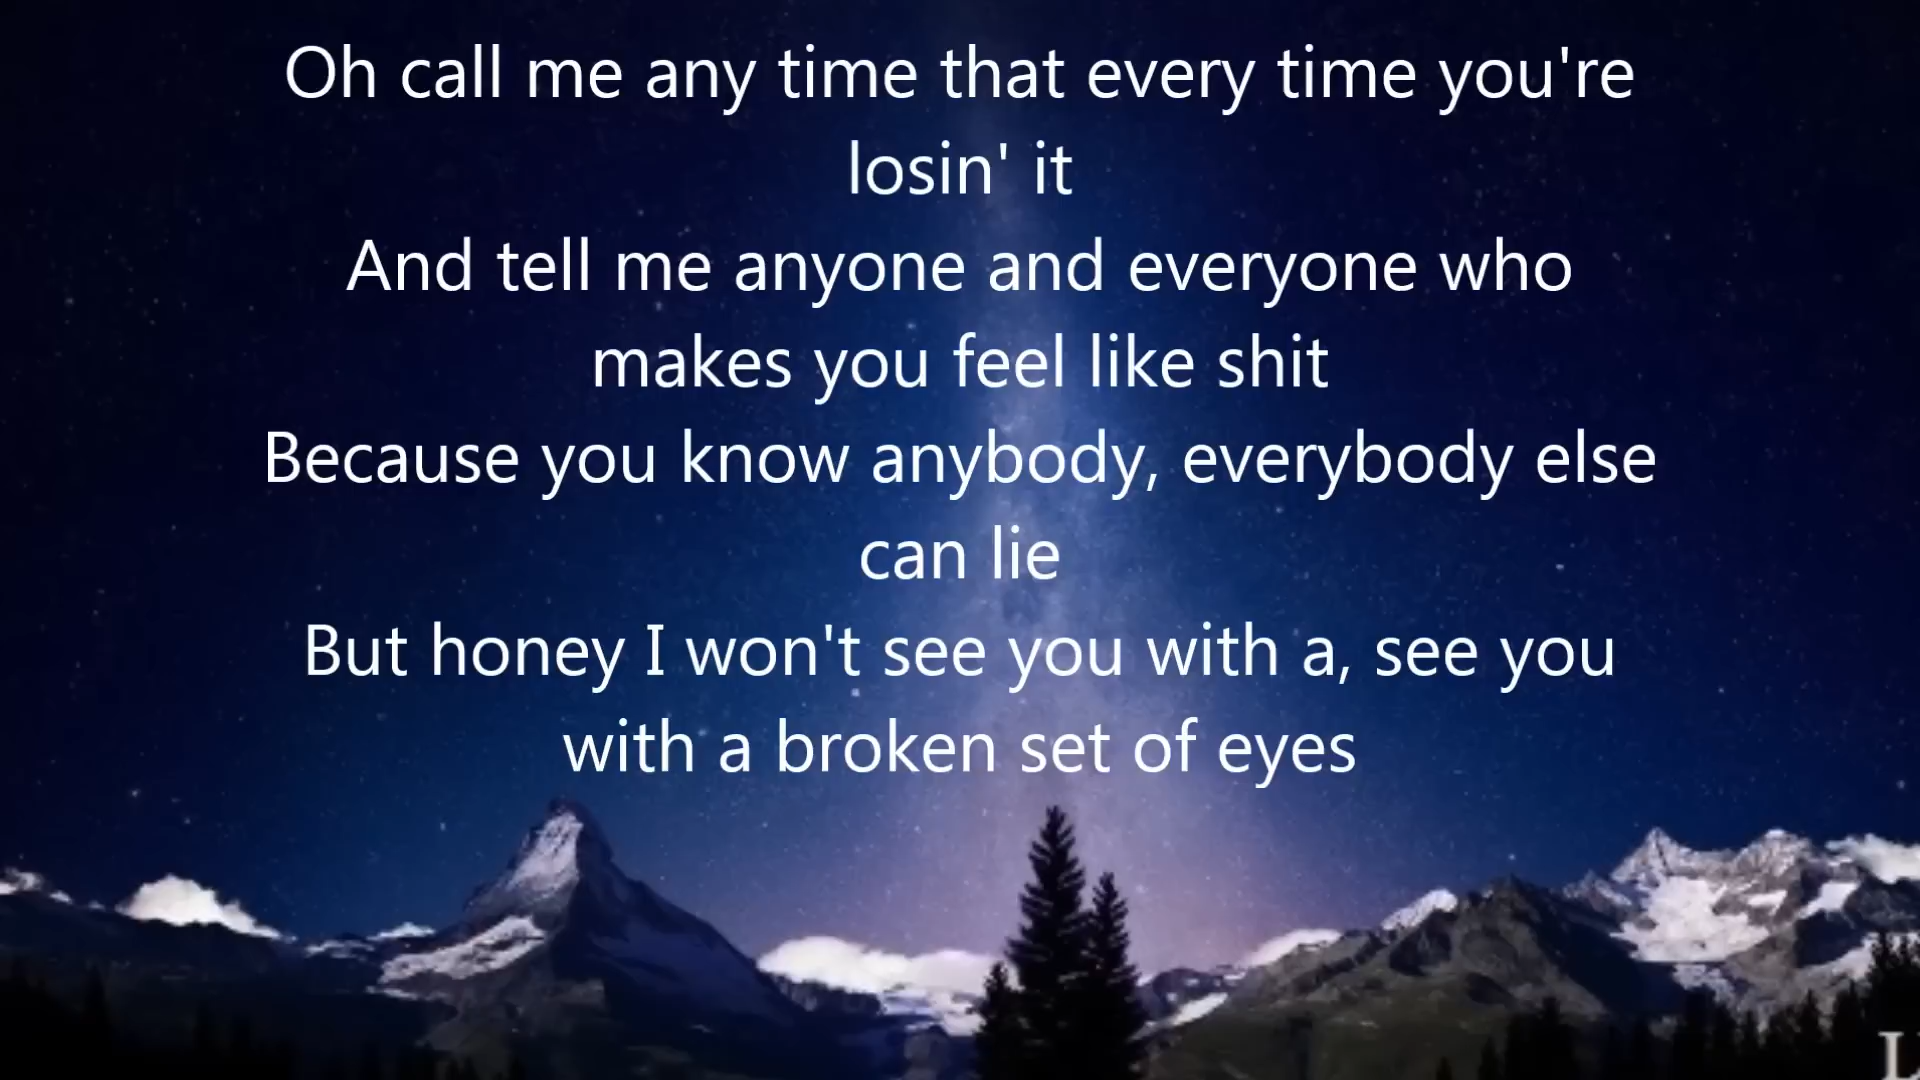 Oh call me any time that every time you're
losin' it
And tell me anyone and everyone who
makes you feel like shit
Because you know anybody, everybody else
can lie
But honey I won't see you with a, see you
with a broken set of eyes